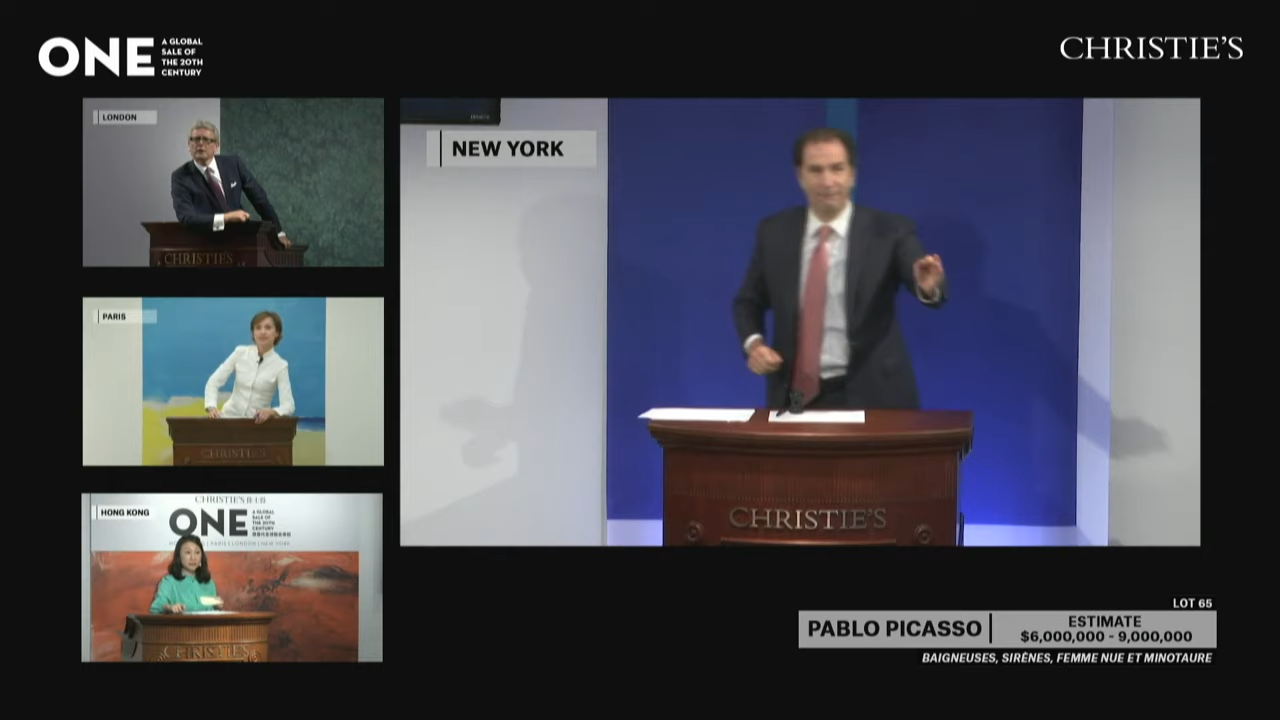 ONE
A GLOBAL
SALE OF
THE 20TH
CENTURY
CHRISTIE'S
LONDON
CHRISTIE'S
NEW YORK
CHRISTIE'S
PARIS
CHRISTIE'S
CHRISTIE'S
HONG KONG
ONE
A GLOBAL
SALE OF
THE 20TH
CENTURY
CHRISTIE'S
LOT 65
PABLO PICASSO
ESTIMATE
$6,000,000 - 9,000,000
BAIGNEUSES, SIRÈNES, FEMME NUE ET MINOTAURE